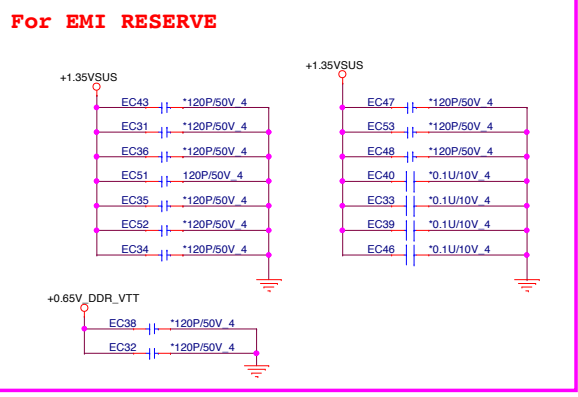 For EMI RESERVE
+1.35VSUS
EC43 *120P/50V_4
EC31 *120P/50V_4
EC36 *120P/50V_4
EC51 120P/50V_4
EC35 *120P/50V_4
EC52 *120P/50V_4
EC34 *120P/50V_4
+1.35VSUS
EC47 *120P/50V_4
EC53 *120P/50V_4
EC48 *120P/50V_4
EC40 *0.1U/10V_4
EC33 *0.1U/10V_4
EC39 *0.1U/10V_4
EC46 *0.1U/10V_4
+0.65V_DDR_VTT
EC38 *120P/50V_4
EC32 *120P/50V_4